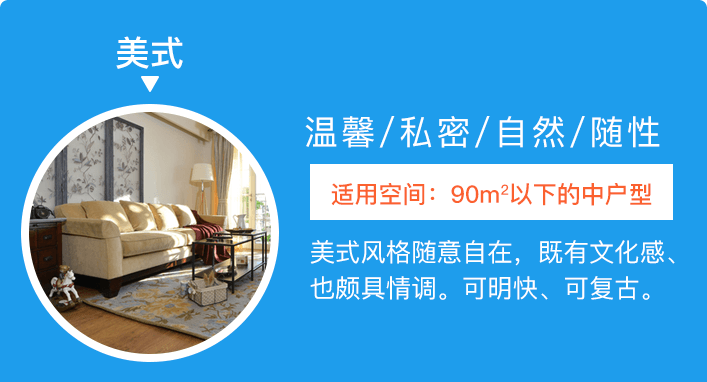 美式
温馨/私密/自然/随性
适用空间：90m²以下的中户型
美式风格随意自在，既有文化感、
也颇具情调。可明快、可复古。